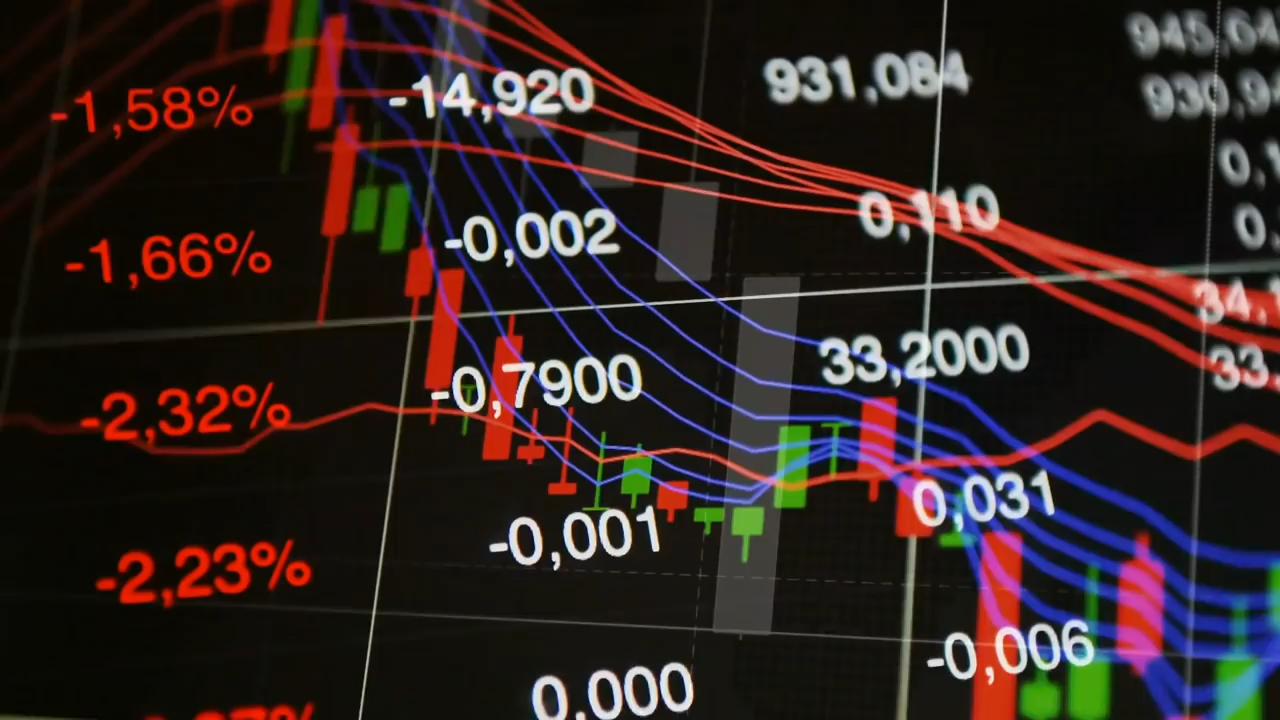 -1,58% -14,920 931,084
-1,66% -0,002 0,110
-2,32% -0,7900 33,2000
-2,23% -0,001 0,031
0,000 -0,006